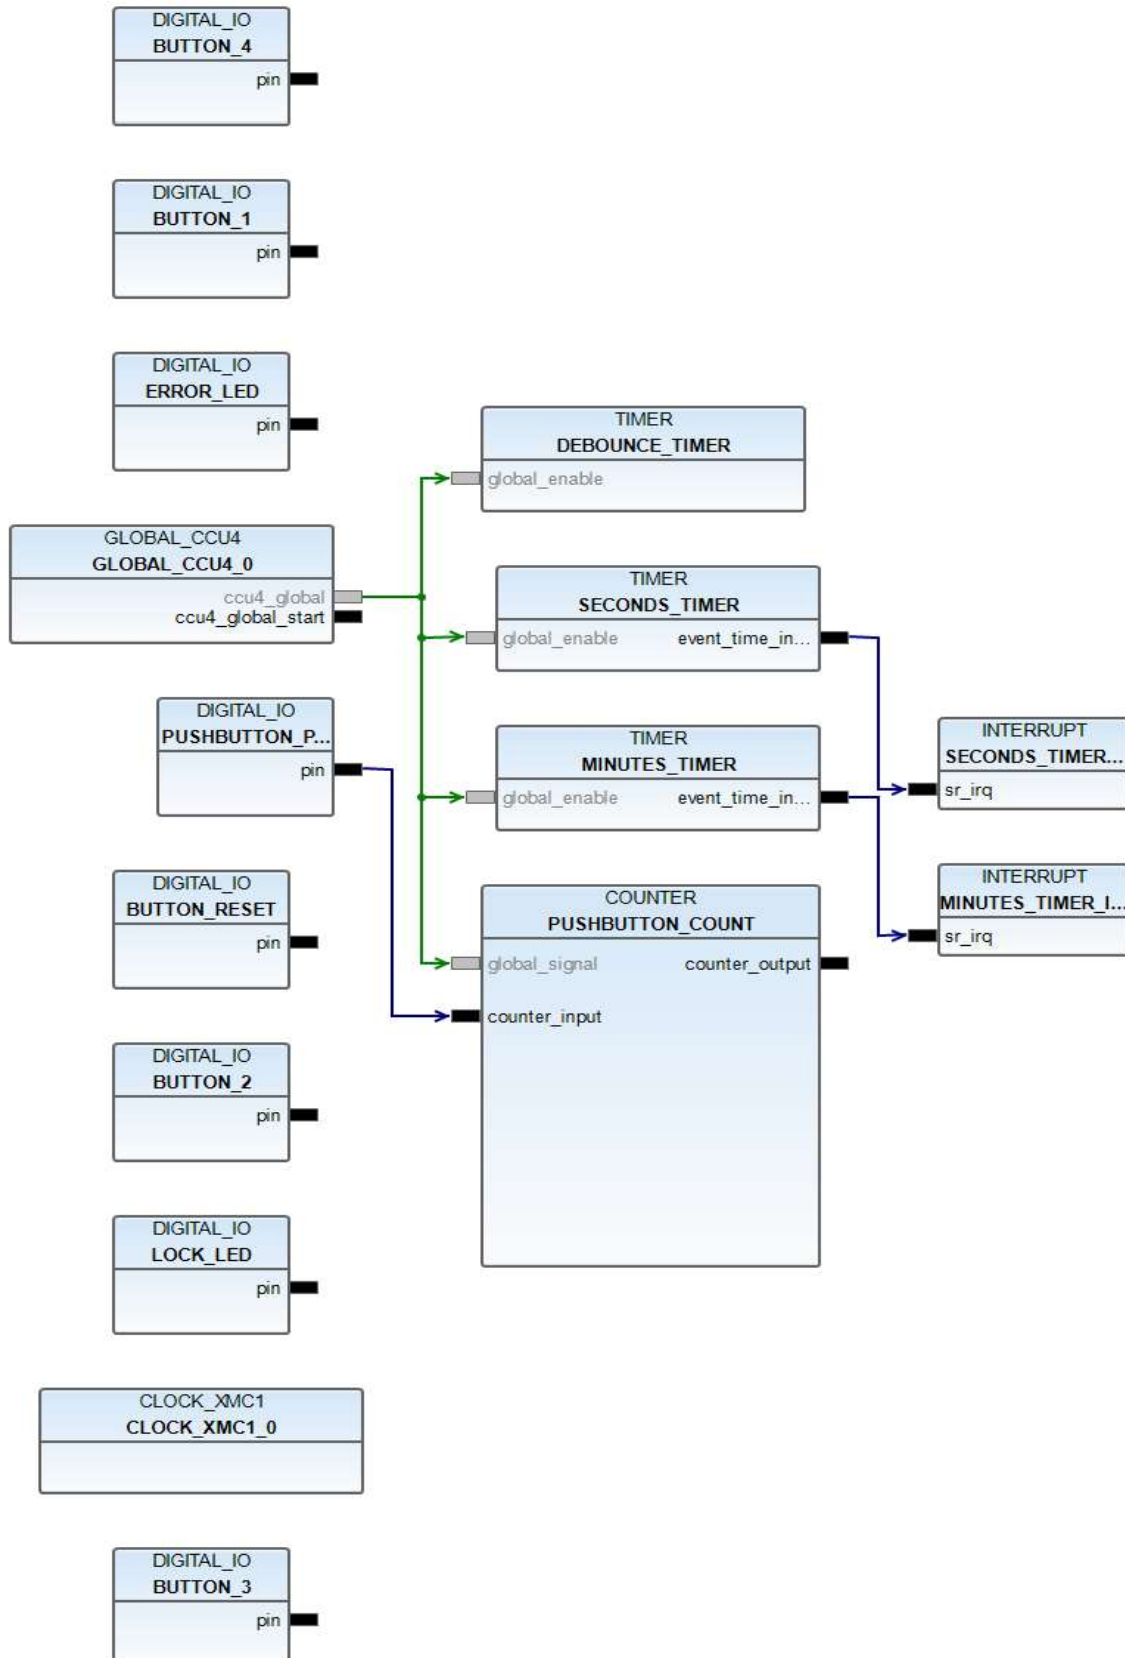 DIGITAL_IO
BUTTON_4
pin
DIGITAL_IO
BUTTON_1
pin
DIGITAL_IO
ERROR_LED
pin
TIMER
DEBOUNCE_TIMER
global_enable
GLOBAL_CCU4
GLOBAL_CCU4_0
ccu4_global
ccu4_global_start
TIMER
SECONDS_TIMER
global_enable event_time_in...
DIGITAL_IO
PUSHBUTTON_P...
pin
TIMER
MINUTES_TIMER
global_enable event_time_in...
INTERRUPT
SECONDS_TIMER...
sr_irq
INTERRUPT
MINUTES_TIMER_I...
sr_irq
DIGITAL_IO
BUTTON_RESET
pin
COUNTER
PUSHBUTTON_COUNT
global_signal counter_output
counter_input
DIGITAL_IO
BUTTON_2
pin
DIGITAL_IO
LOCK_LED
pin
CLOCK_XMC1
CLOCK_XMC1_0
DIGITAL_IO
BUTTON_3
pin